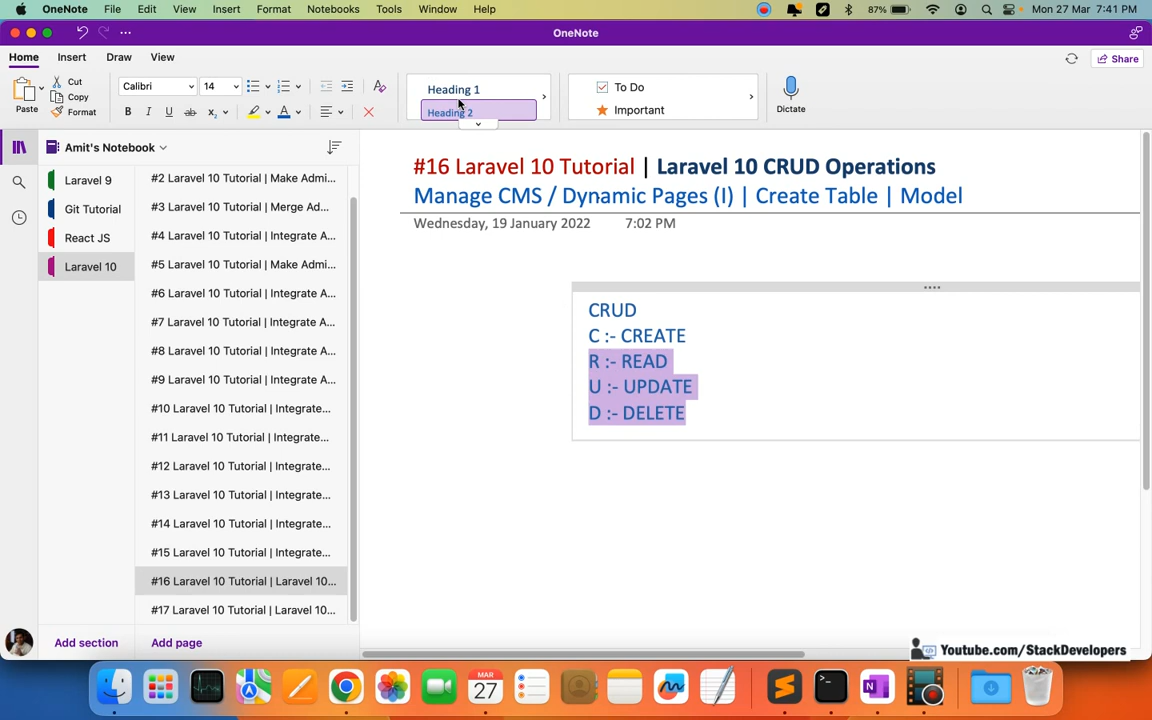 OneNote File Edit View Insert Format Notebooks Tools Window Help 87% Mon 27 Mar 7:41 PM
OneNote
Home Insert Draw View Share
Paste Cut Copy Format
Calibri 14
B I U ab X₂ A
Heading 1
Heading 2
To Do
Important
Dictate
Amit's Notebook
Laravel 9
Git Tutorial
React JS
Laravel 10
Add section
#2 Laravel 10 Tutorial | Make Admi...
#3 Laravel 10 Tutorial | Merge Ad...
#4 Laravel 10 Tutorial | Integrate A...
#5 Laravel 10 Tutorial | Make Admi...
#6 Laravel 10 Tutorial | Integrate A...
#7 Laravel 10 Tutorial | Integrate A...
#8 Laravel 10 Tutorial | Integrate A...
#9 Laravel 10 Tutorial | Integrate A...
#10 Laravel 10 Tutorial | Integrate...
#11 Laravel 10 Tutorial | Integrate...
#12 Laravel 10 Tutorial | Integrate...
#13 Laravel 10 Tutorial | Integrate...
#14 Laravel 10 Tutorial | Integrate...
#15 Laravel 10 Tutorial | Integrate...
#16 Laravel 10 Tutorial | Laravel 10...
#17 Laravel 10 Tutorial | Laravel 10...
Add page
#16 Laravel 10 Tutorial | Laravel 10 CRUD Operations
Manage CMS / Dynamic Pages (I) | Create Table | Model
Wednesday, 19 January 2022 7:02 PM
CRUD
C :- CREATE
R :- READ
U :- UPDATE
D :- DELETE
Youtube.com/StackDevelopers
MAR
27